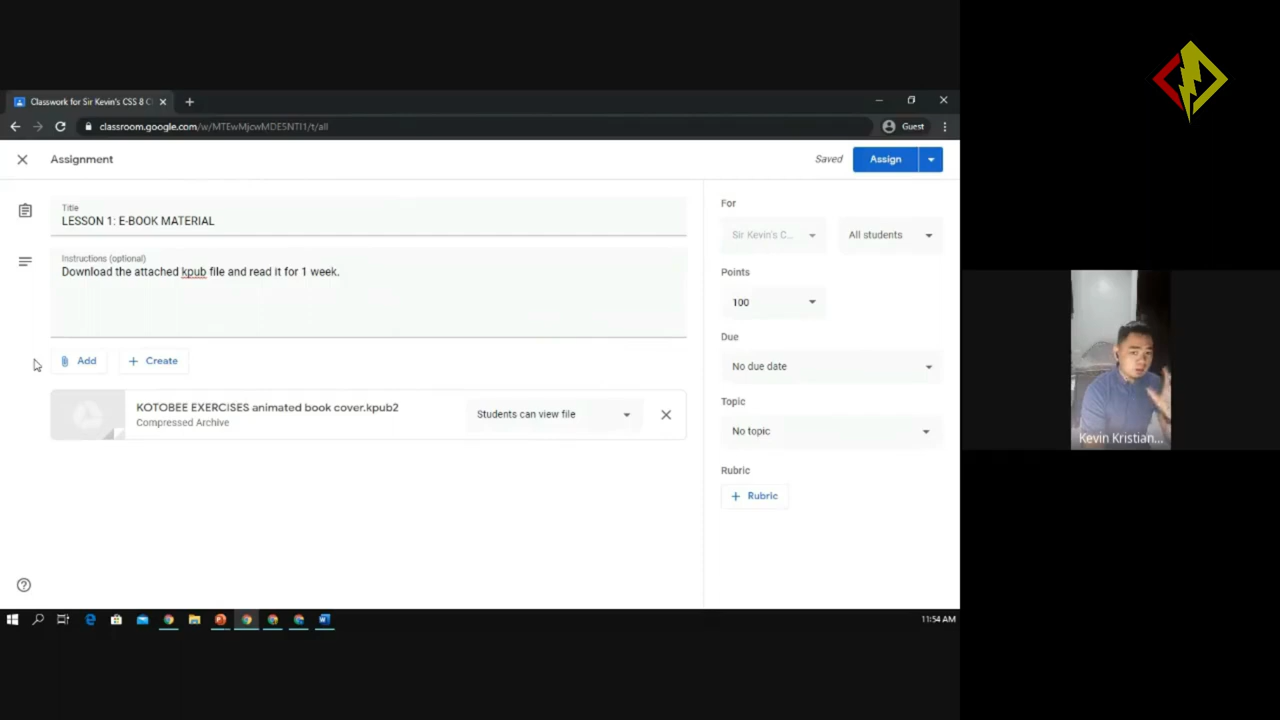 Classwork for Sir Kevin's CSS 8 C
classroom.google.com/w/MTEwMjcwMDE5NTI1/t/all
Guest
Assignment
Saved
Assign
Title
LESSON 1: E-BOOK MATERIAL
Instructions (optional)
Download the attached kpub file and read it for 1 week.
Add
Create
KOTOBEE EXERCISES animated book cover.kpub2
Compressed Archive
Students can view file
For
Sir Kevin's C...
All students
Points
100
Due
No due date
Topic
No topic
Rubric
Rubric
Kevin Kristian...
11:54 AM